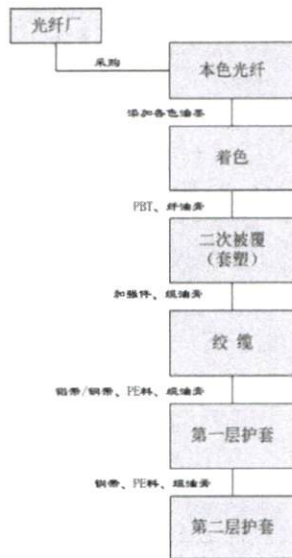 光纤厂
采购
本色光纤
添加各色油墨
着色
PBT、纤油膏
二次被覆
(套塑)
加强件、缆油膏
绞 缆
铝带/钢带、PE料、缆油膏
第一层护套
钢带、PE料、缆油膏
第二层护套